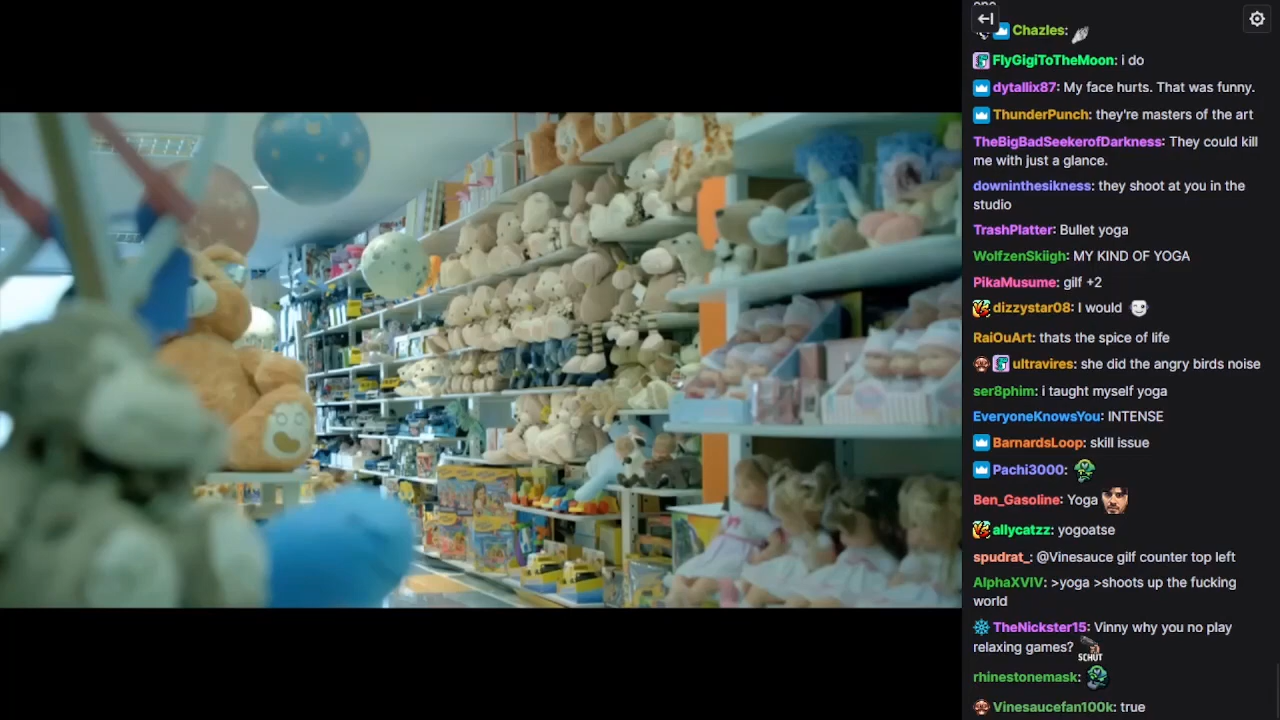 one
Chazles:
FlyGigiToTheMoon: i do
dytallix87: My face hurts. That was funny.
ThunderPunch: they're masters of the art
TheBigBadSeekerofDarkness: They could kill
me with just a glance.
downinthesikness: they shoot at you in the
studio
TrashPlatter: Bullet yoga
WolfzenSkiigh: MY KIND OF YOGA
PikaMusume: gilf +2
dizzystar08: I would
RaiOuArt: thats the spice of life
ultravires: she did the angry birds noise
ser8phim: i taught myself yoga
EveryoneKnowsYou: INTENSE
BarnardsLoop: skill issue
Pachi3000:
Ben_Gasoline: Yoga
allycatzz: yogoatse
spudrat_: @Vinesauce gilf counter top left
AlphaXVIV: >yoga >shoots up the fucking
world
TheNickster15: Vinny why you no play
relaxing games? SCHUT
rhinestonemask:
Vinesaucefan100k: true